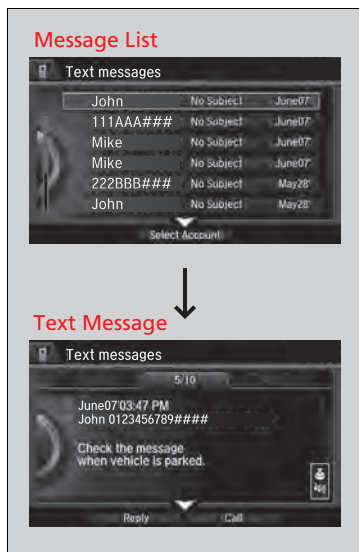 Message List
Text messages
John No Subject June07'
111AAA### No Subject June07'
Mike No Subject June07'
Mike No Subject June07'
222BBB### No Subject May28'
John No Subject May28'
Select Account
Text Message
Text messages
5/10
June07'03:47 PM
John 0123456789####
Check the message
when vehicle is parked.
Reply Call